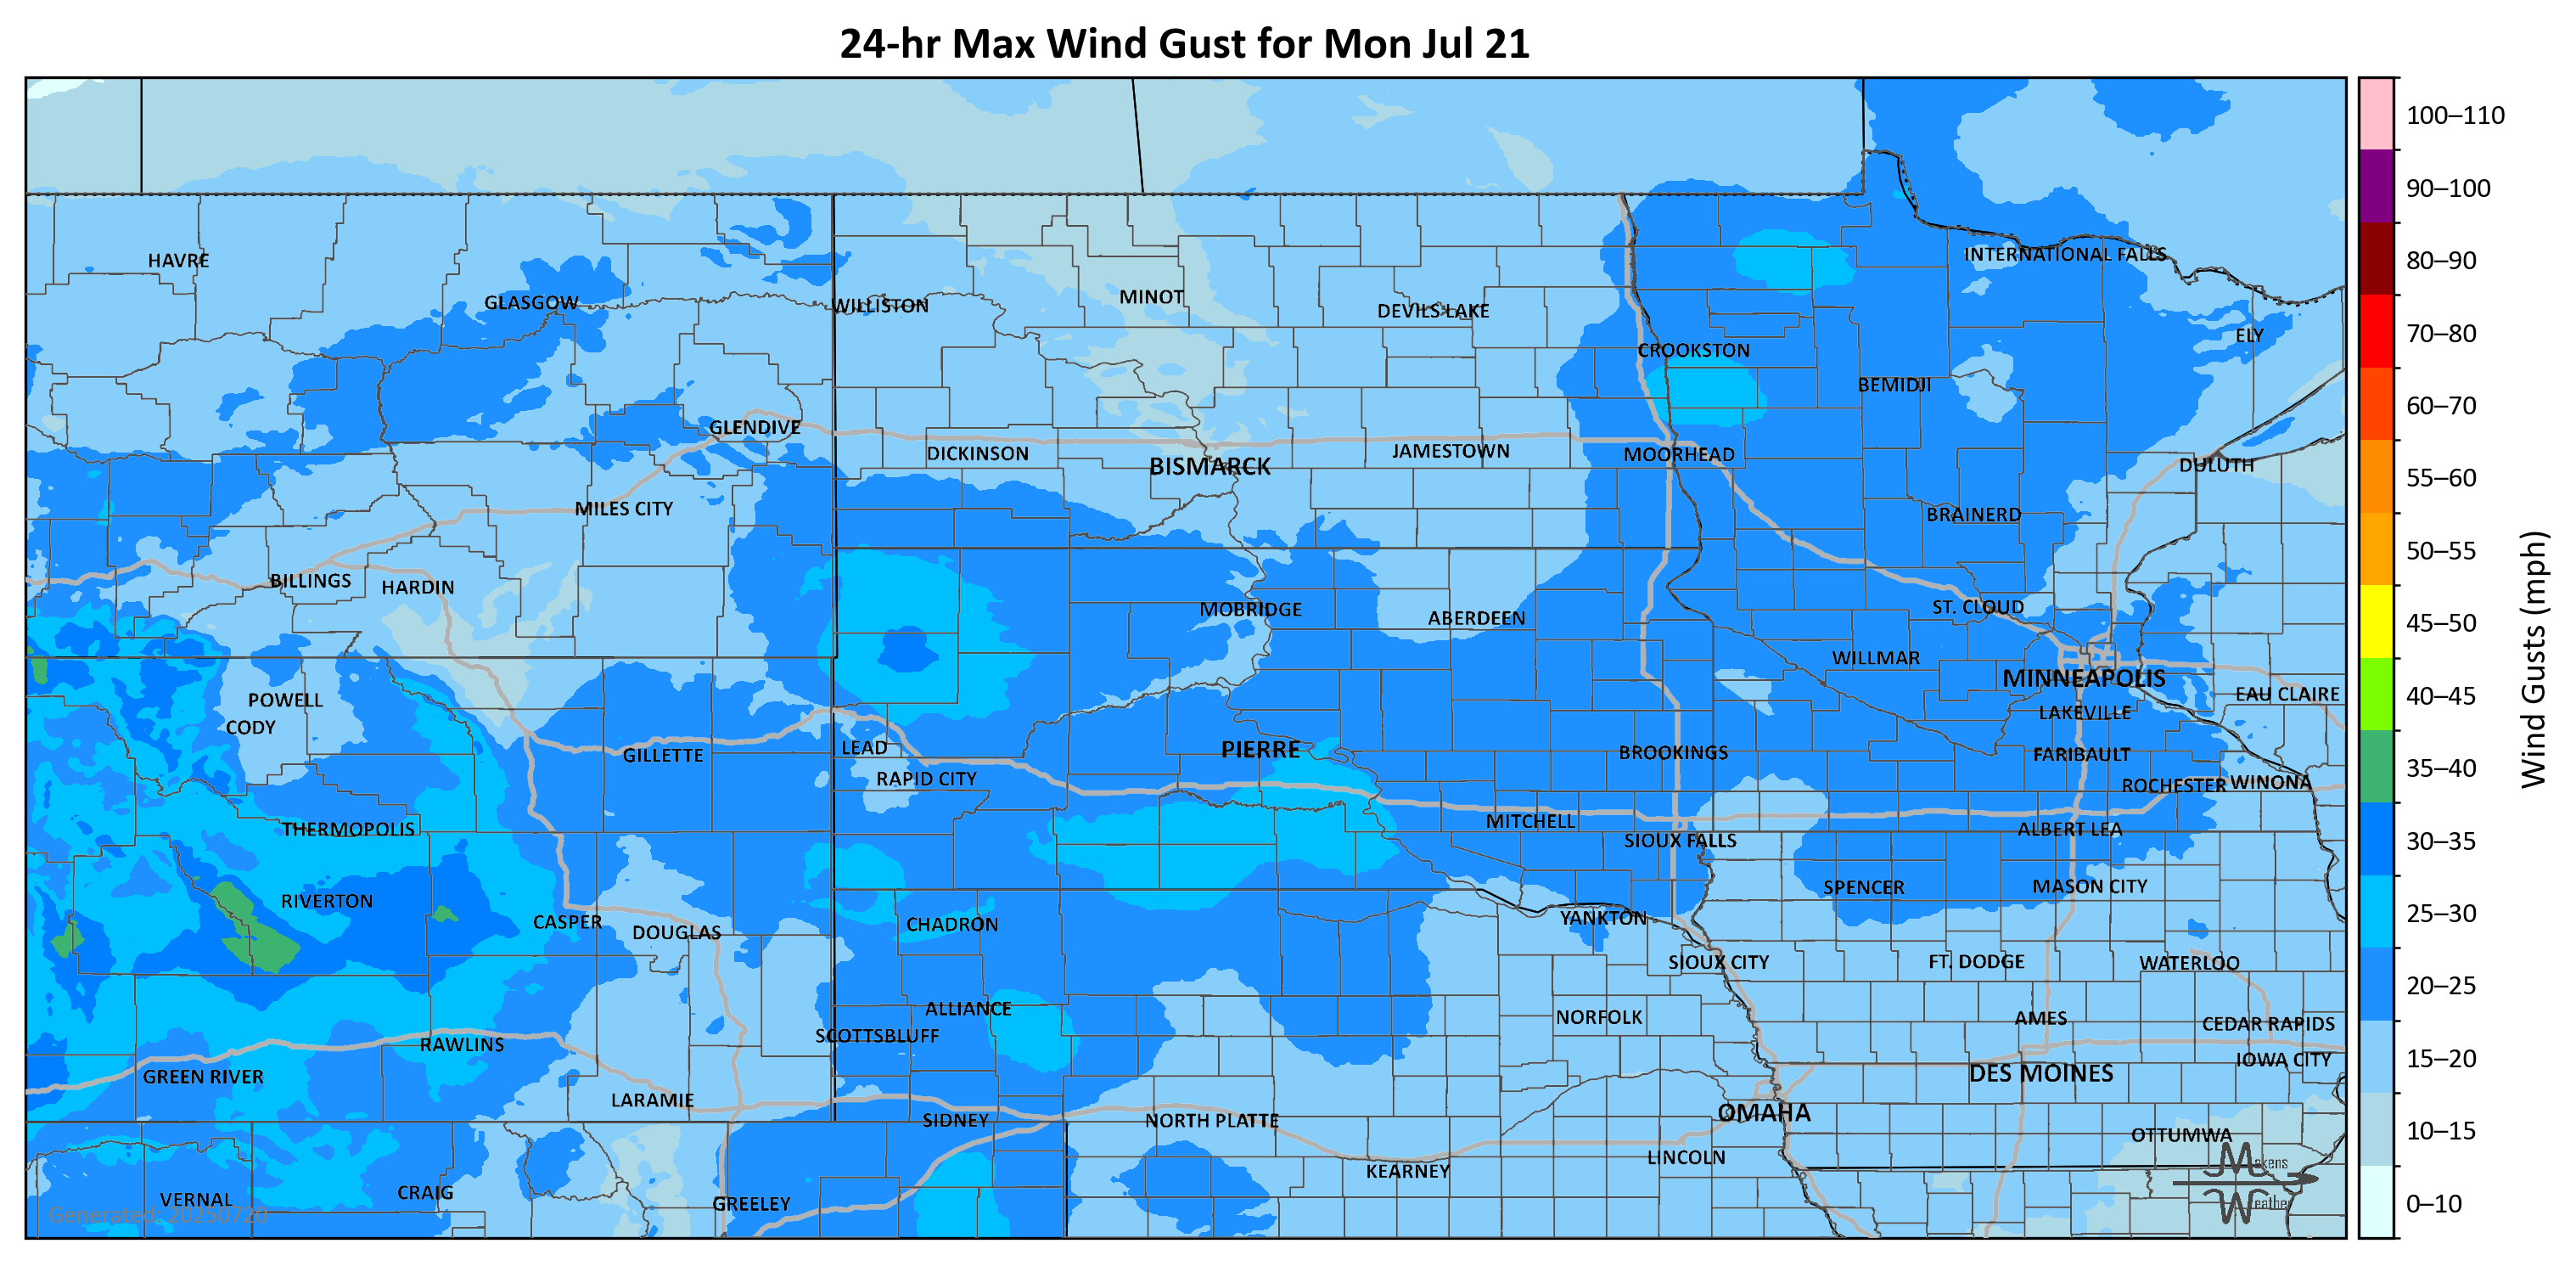 24-hr Max Wind Gust for Mon Jul 21
100–110
90–100
80–90
70–80
60–70
55–60
50–55
45–50
40–45
35–40
30–35
25–30
20–25
15–20
10–15
0–10
Wind Gusts (mph)
HAVRE
INTERNATIONAL FALLS
GLASGOW
WILLISTON
MINOT
DEVILS LAKE
ELY
CROOKSTON
BEMIDJI
GLENDIVE
DICKINSON
BISMARCK
JAMESTOWN
MOORHEAD
DULUTH
MILES CITY
BRAINERD
BILLINGS
HARDIN
MOBRIDGE
ABERDEEN
ST. CLOUD
WILLMAR
MINNEAPOLIS
EAU CLAIRE
POWELL
CODY
LAKEVILLE
GILLETTE
LEAD
PIERRE
BROOKINGS
FARIBAULT
RAPID CITY
ROCHESTER
WINONA
THERMOPOLIS
MITCHELL
SIOUX FALLS
ALBERT LEA
RIVERTON
SPENCER
MASON CITY
CASPER
DOUGLAS
CHADRON
YANKTON
SIOUX CITY
FT. DODGE
WATERLOO
ALLIANCE
SCOTTSBLUFF
NORFOLK
AMES
CEDAR RAPIDS
RAWLINS
IOWA CITY
GREEN RIVER
DES MOINES
LARAMIE
SIDNEY
NORTH PLATTE
OMAHA
OTTUMWA
KEARNEY
LINCOLN
VERNAL
CRAIG
GREELEY
Generated: 20250720
Makens
Weather